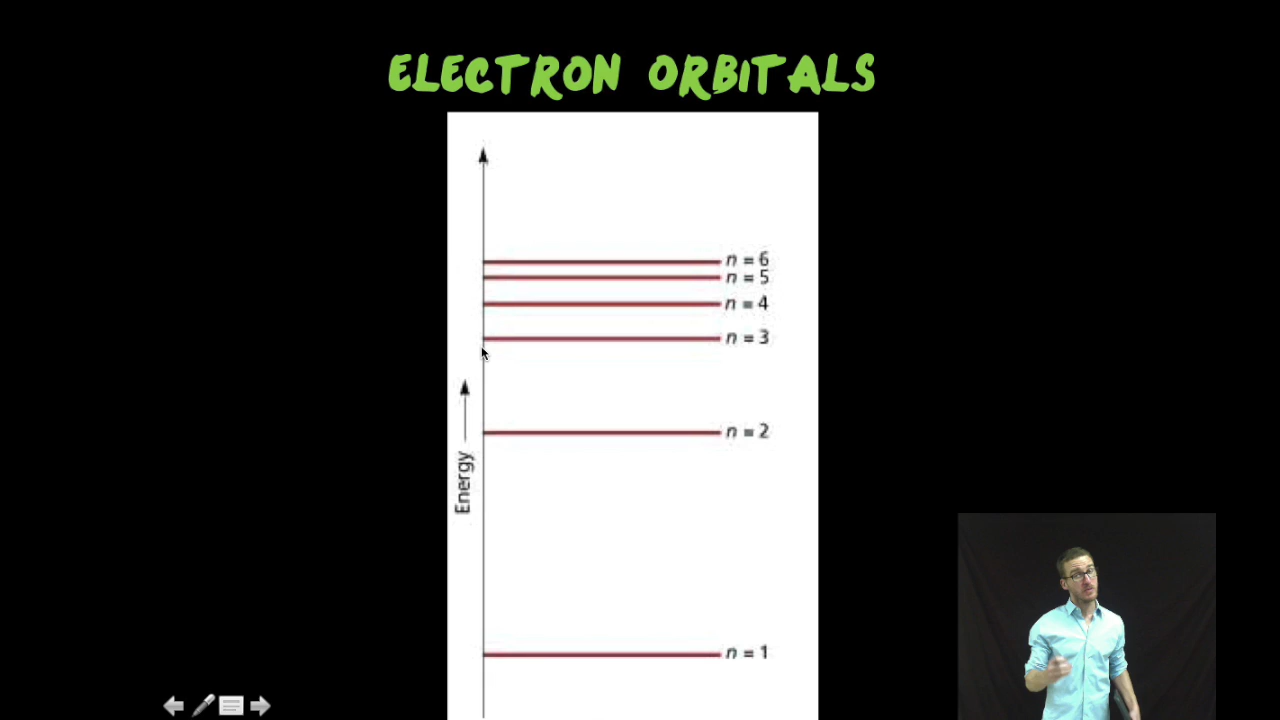 ELECTRON ORBITALS
n = 6
n = 5
n = 4
n = 3
n = 2
Energy
n = 1